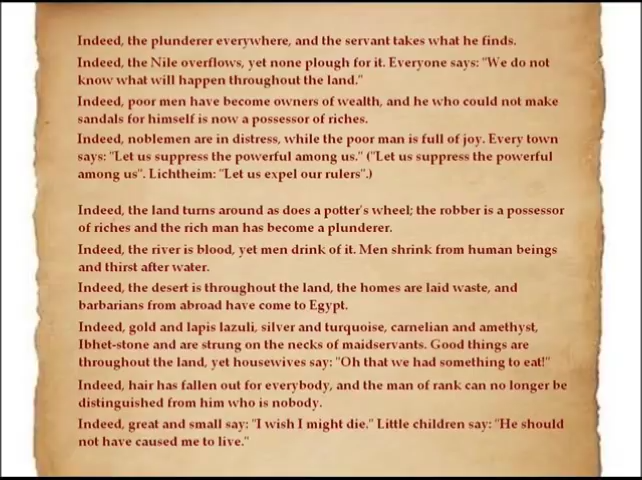 Indeed, the plunderer everywhere, and the servant takes what he finds.
Indeed, the Nile overflows, yet none plough for it. Everyone says: "We do not
know what will happen throughout the land."
Indeed, poor men have become owners of wealth, and he who could not make
sandals for himself is now a possessor of riches.
Indeed, noblemen are in distress, while the poor man is full of joy. Every town
says: "Let us suppress the powerful among us." ("Let us suppress the powerful
among us". Lichtheim: "Let us expel our rulers".)
Indeed, the land turns around as does a potter's wheel; the robber is a possessor
of riches and the rich man has become a plunderer.
Indeed, the river is blood, yet men drink of it. Men shrink from human beings
and thirst after water.
Indeed, the desert is throughout the land, the homes are laid waste, and
barbarians from abroad have come to Egypt.
Indeed, gold and lapis lazuli, silver and turquoise, carnelian and amethyst,
Ibhet-stone and are strung on the necks of maidservants. Good things are
throughout the land, yet housewives say: "Oh that we had something to eat!"
Indeed, hair has fallen out for everybody, and the man of rank can no longer be
distinguished from him who is nobody.
Indeed, great and small say: "I wish I might die." Little children say: "He should
not have caused me to live."